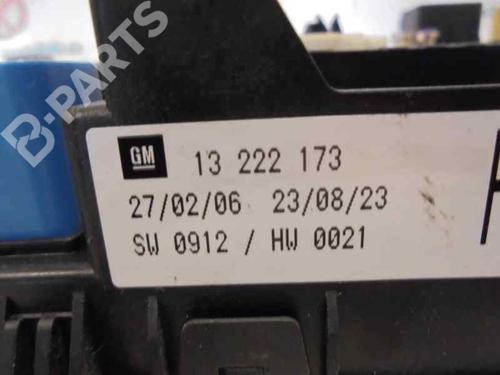 B-PARTS
GM 13 222 173
27/02/06 23/08/23
SW 0912 / HW 0021